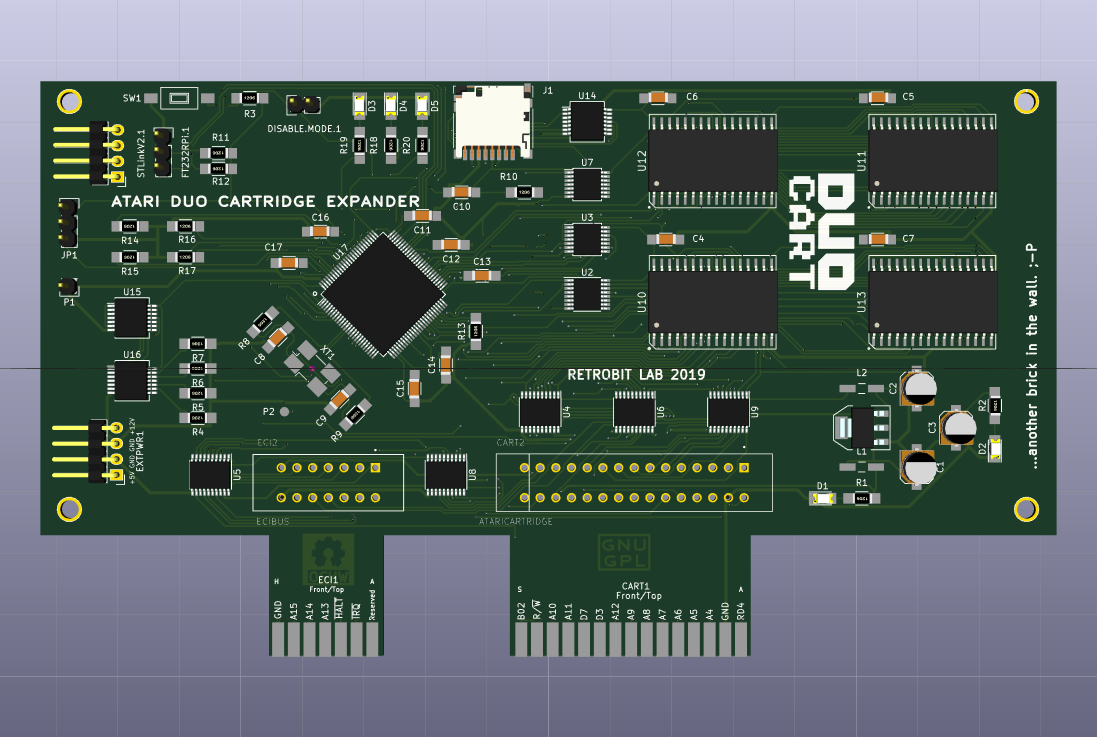 SW1
R3
DISABLE.MODE.1
D3
D4
D5
J1
U14
C6
C5
STLinkV2.1
FT232RPi.1
R11
R12
R19
R18
R20
U12
U11
U7
R10
C10
ATARI DUO CARTRIDGE EXPANDER
DUO
CART
C16
C11
U3
C4
C7
R14
R16
JP1
C17
U17
C12
C13
R15
R17
U2
P1
U15
U10
U13
...another brick in the wall. ;-P
R8
C8
XT1
R13
U16
R7
R6
R5
R4
C14
C15
C9
R9
P2
RETROBIT LAB 2019
L2
C2
U4
U6
U9
R2
C3
D2
L1
C1
+5V GND GND +12V
EXTPWR1
ECI2
CART2
U5
U8
D1
R1
ECIBUS
ATARICARTRIDGE
GNU
GPL
H
ECI1
A
Front/Top
GND
A15
A14
A13
HALT
IRQ
Reserved
S
CART1
A
Front/Top
B02
R/W
A10
A11
D7
D3
A12
A9
A8
A7
A6
A5
A4
GND
RD4